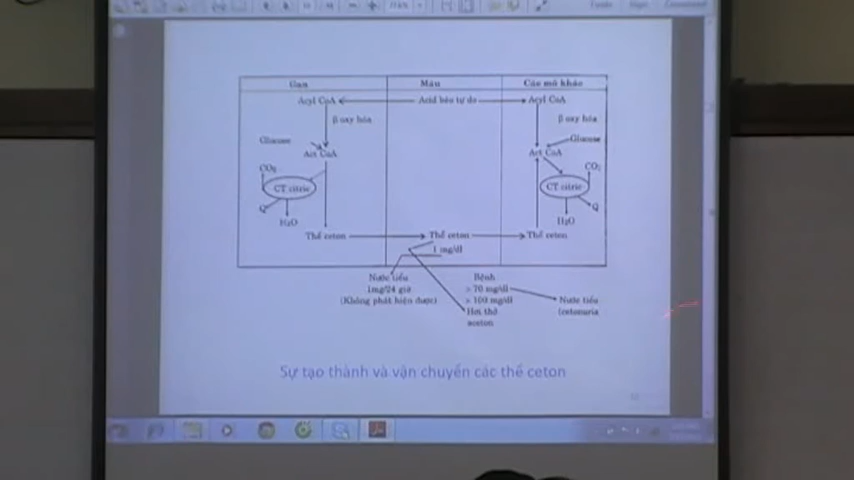 Gan Máu Các mô khác
Acyl CoA Acid béo tự do Acyl CoA
β oxy hóa β oxy hóa
Glucose Glucose
Act CoA Act CoA
CO₂ CO₂
CT citric CT citric
Q Q
H₂O H₂O
Thể ceton Thể ceton Thể ceton
1 mg/dl
Nước tiểu Bệnh
1mg/24 giờ > 70 mg/dl
(Không phát hiện được) > 100 mg/dl Nước tiểu
Hơi thở (cetonuria
aceton
Sự tạo thành và vận chuyển các thể ceton